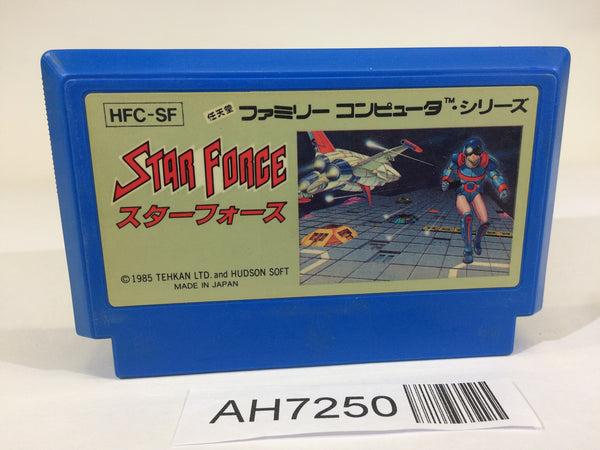 HFC-SF
任天堂 ファミリー コンピュータ™・シリーズ
STAR FORCE
スターフォース
©1985 TEHKAN LTD. and HUDSON SOFT
MADE IN JAPAN
AH7250